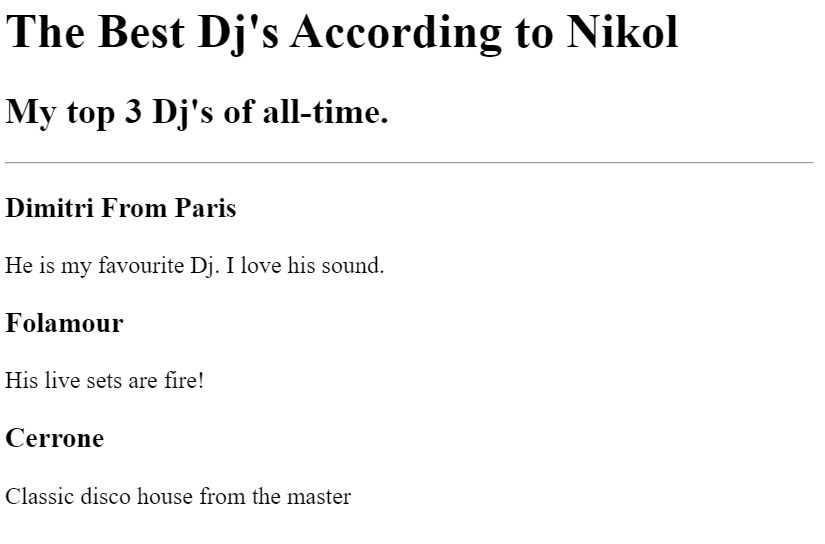 The Best Dj's According to Nikol
My top 3 Dj's of all-time.
Dimitri From Paris
He is my favourite Dj. I love his sound.
Folamour
His live sets are fire!
Cerrone
Classic disco house from the master